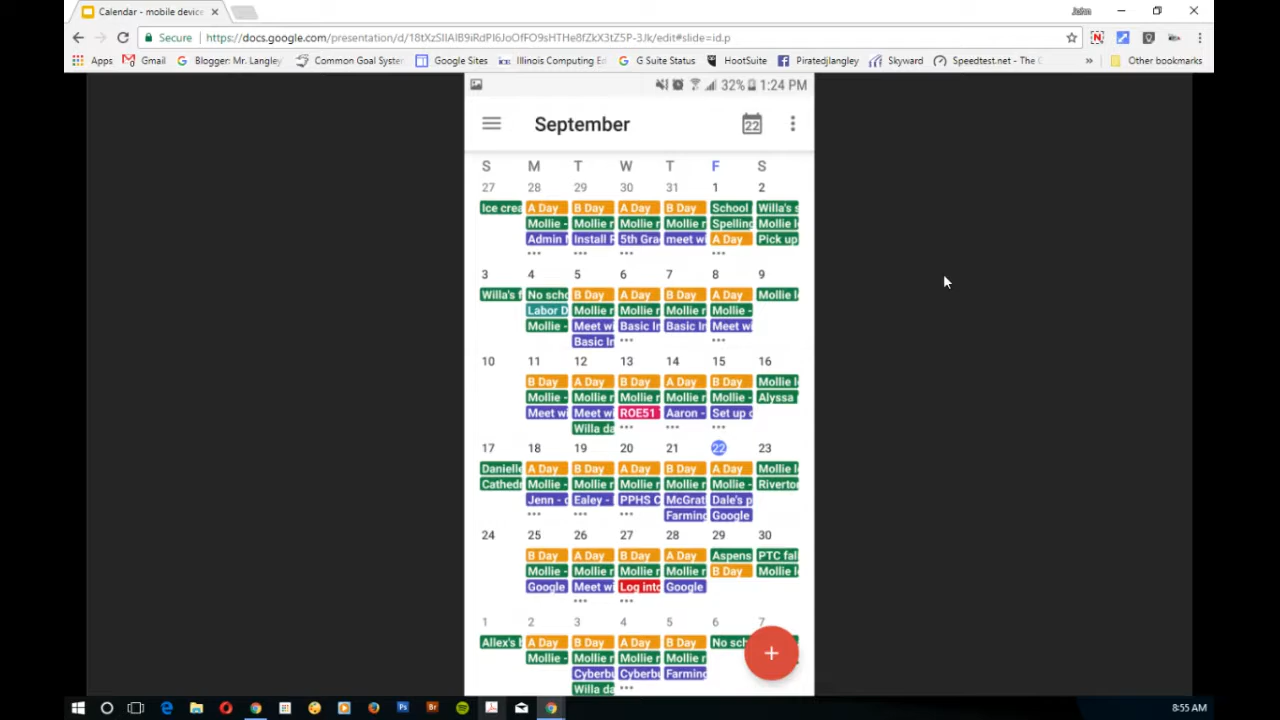 Calendar - mobile device
John
Secure
https://docs.google.com/presentation/d/18tXzSIlAIB9iRdPI6JoOfFO9sHTHe8fZkX3tZ5P-3Jk/edit#slide=id.p
Apps Gmail Blogger: Mr. Langley Common Goal System Google Sites Illinois Computing Ed G Suite Status HootSuite Piratedjlangley Skyward Speedtest.net - The G » Other bookmarks
32% 1:24 PM
September 22
S M T W T F S
27 28 29 30 31 1 2
Ice crea A Day B Day A Day B Day School Willa's s
Mollie - Mollie r Mollie r Mollie r Spelling Mollie l
Admin Install F 5th Gra meet wi A Day Pick up
3 4 5 6 7 8 9
Willa's f No scho B Day A Day B Day A Day Mollie l
Labor D Mollie r Mollie r Mollie r Mollie -
Mollie - Meet wi Basic In Basic In Meet wi
Basic In
10 11 12 13 14 15 16
B Day A Day B Day A Day B Day Mollie l
Mollie - Mollie r Mollie r Mollie r Mollie - Alyssa
Meet wi Meet wi ROE51 Aaron - Set up c
Willa da
17 18 19 20 21 22 23
Danielle A Day B Day A Day B Day A Day Mollie l
Cathedr Mollie - Mollie r Mollie r Mollie r Mollie - Riverton
Jenn - c Ealey - PPHS C McGrat Dale's p
Farming Google
24 25 26 27 28 29 30
B Day A Day B Day A Day Aspens PTC fal
Mollie - Mollie r Mollie r Mollie r B Day Mollie l
Google Meet wi Log into Google
1 2 3 4 5 6 7
Allex's b A Day B Day A Day B Day No sch
Mollie - Mollie r Mollie r Mollie r
Cyberbu Cyberbu Farming
Willa da
8:55 AM